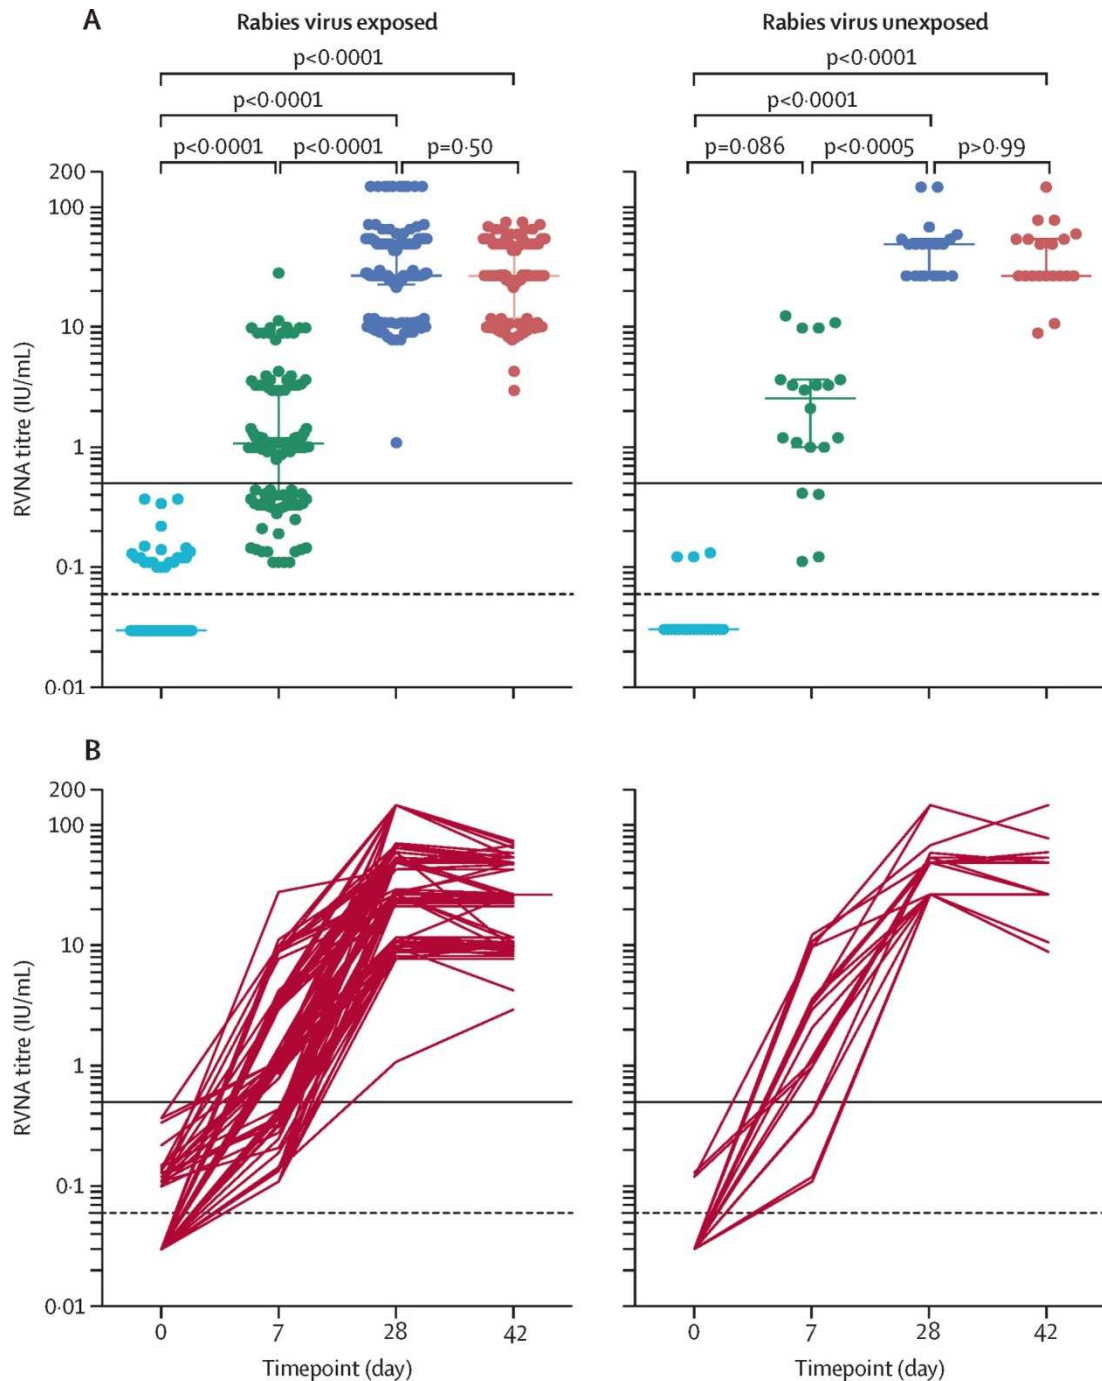 A
Rabies virus exposed
Rabies virus unexposed
p<0·0001
p<0·0001
p<0·0001
p<0·0001
p<0·0001 p<0·0001 p=0·50
p=0·086 p<0·0005 p>0·99
RVNA titre (IU/mL)
200
100
10
1
0·1
0·01
B
RVNA titre (IU/mL)
200
100
10
1
0·1
0·01
0 7 28 42
0 7 28 42
Timepoint (day)
Timepoint (day)